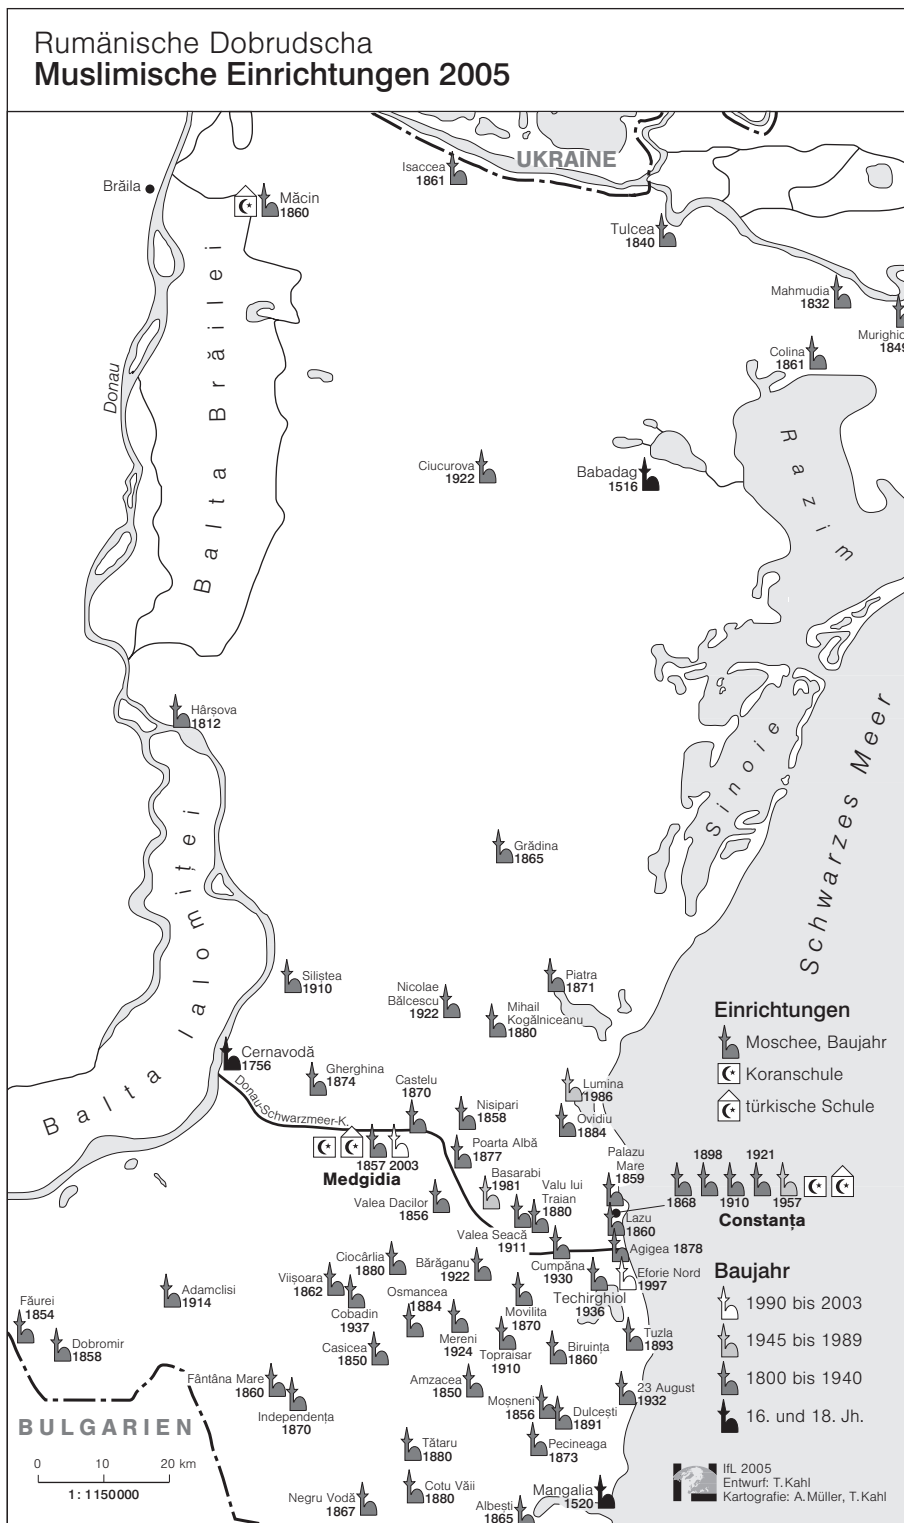 Rumänische Dobrudscha
Muslimische Einrichtungen 2005
UKRAINE
Isaccea
1861
Brăila
Măcin
1860
Tulcea
1840
Mahmudia
1832
Murighio
1849
Colina
1861
Donau
Balta Brăilei
Razim
Ciucurova
1922
Babadag
1516
Hârșova
1812
Sinoie
Schwarzes Meer
Balta Ialomiței
Grădina
1865
Siliștea
1910
Nicolae
Bălcescu
1922
Piatra
1871
Mihail
Kogălniceanu
1880
Cernavodă
1756
Gherghina
1874
Castelu
1870
Lumina
1986
Donau-Schwarzmeer-K.
Nisipari
1858
Ovidiu
1884
Poarta Albă
1877
1857 2003
Medgidia
Basarabi
1981
Valu lui
Traian
1880
Palazu
Mare
1859
1898 1921
1868 1910 1957
Constanța
Valea Dacilor
1856
Lazu
1860
Valea Seacă
1911
Agigea 1878
Ciocârlia
1880
Bărăganu
1922
Cumpăna
1930
Eforie Nord
1997
Viișoara
1862
Adamclisi
1914
Osmancea
1884
Techirghiol
1936
Cobadin
1937
Movilita
1870
Făurei
1854
Mereni
1924
Tuzla
1893
Dobromir
1858
Casicea
1850
Topraisar
1910
Biruința
1860
Fântâna Mare
1860
Amzacea
1850
23 August
1932
Independența
1870
Moșneni
1856
Dulcești
1891
Tătaru
1880
Pecineaga
1873
Cotu Văii
1880
Negru Vodă
1867
Albești
1865
Mangalia
1520
BULGARIEN
0 10 20 km
1 : 1150000
Einrichtungen
Moschee, Baujahr
Koranschule
türkische Schule
Baujahr
1990 bis 2003
1945 bis 1989
1800 bis 1940
16. und 18. Jh.
IfL 2005
Entwurf: T. Kahl
Kartografie: A. Müller, T. Kahl